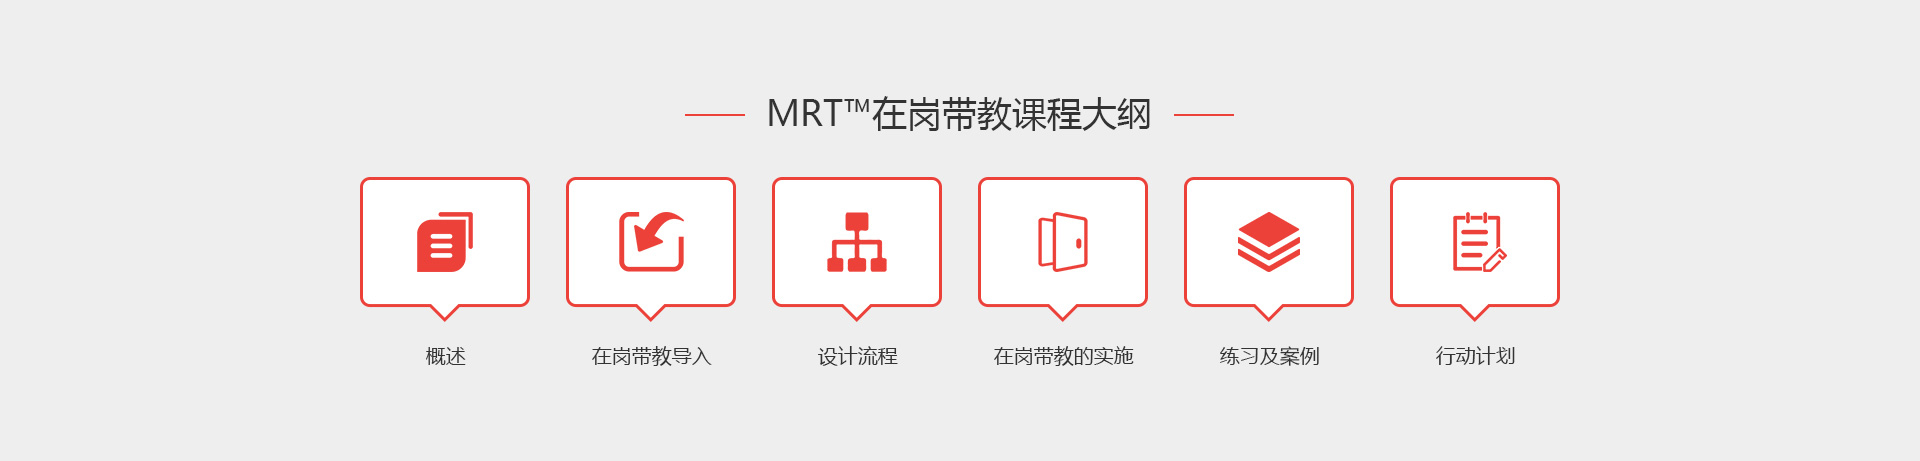 MRT™在岗带教课程大纲
概述
在岗带教导入
设计流程
在岗带教的实施
练习及案例
行动计划